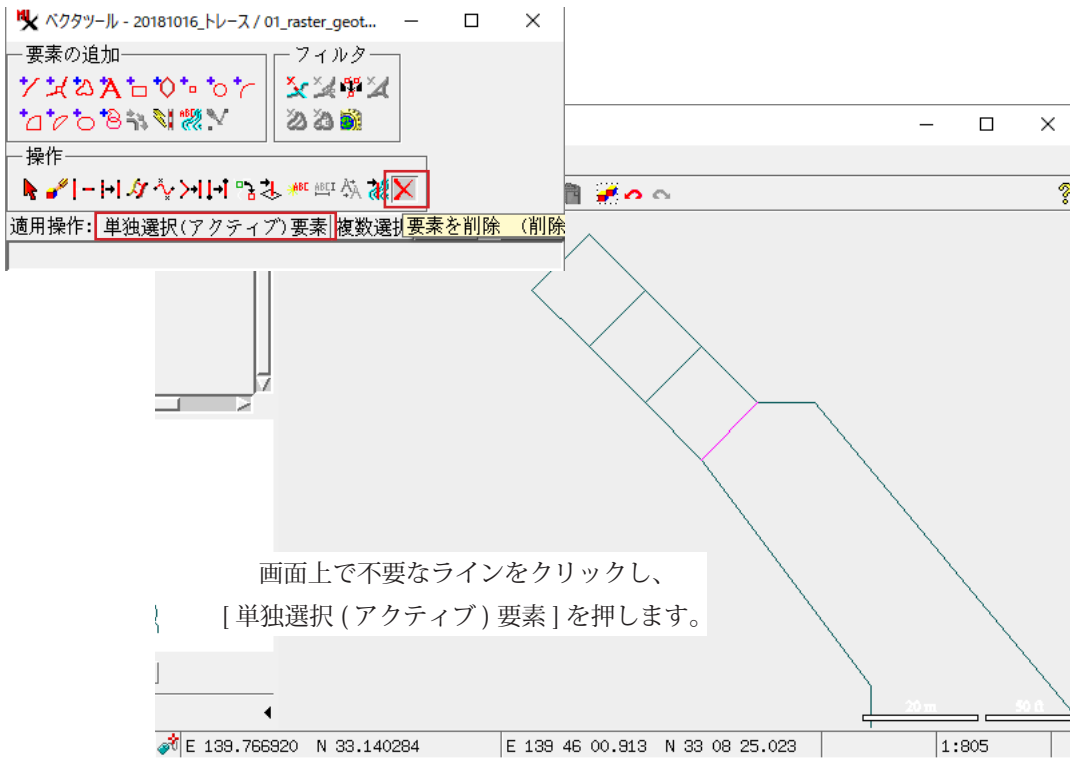 ベクタツール - 20181016_トレース / 01_raster_geot...
要素の追加
フィルタ
操作
適用操作: 単独選択(アクティブ)要素 複数選択 要素を削除 (削除
画面上で不要なラインをクリックし、
[ 単独選択 ( アクティブ ) 要素 ] を押します。
20 m 50 ft
E 139.766920 N 33.140284 E 139 46 00.913 N 33 08 25.023 1:805